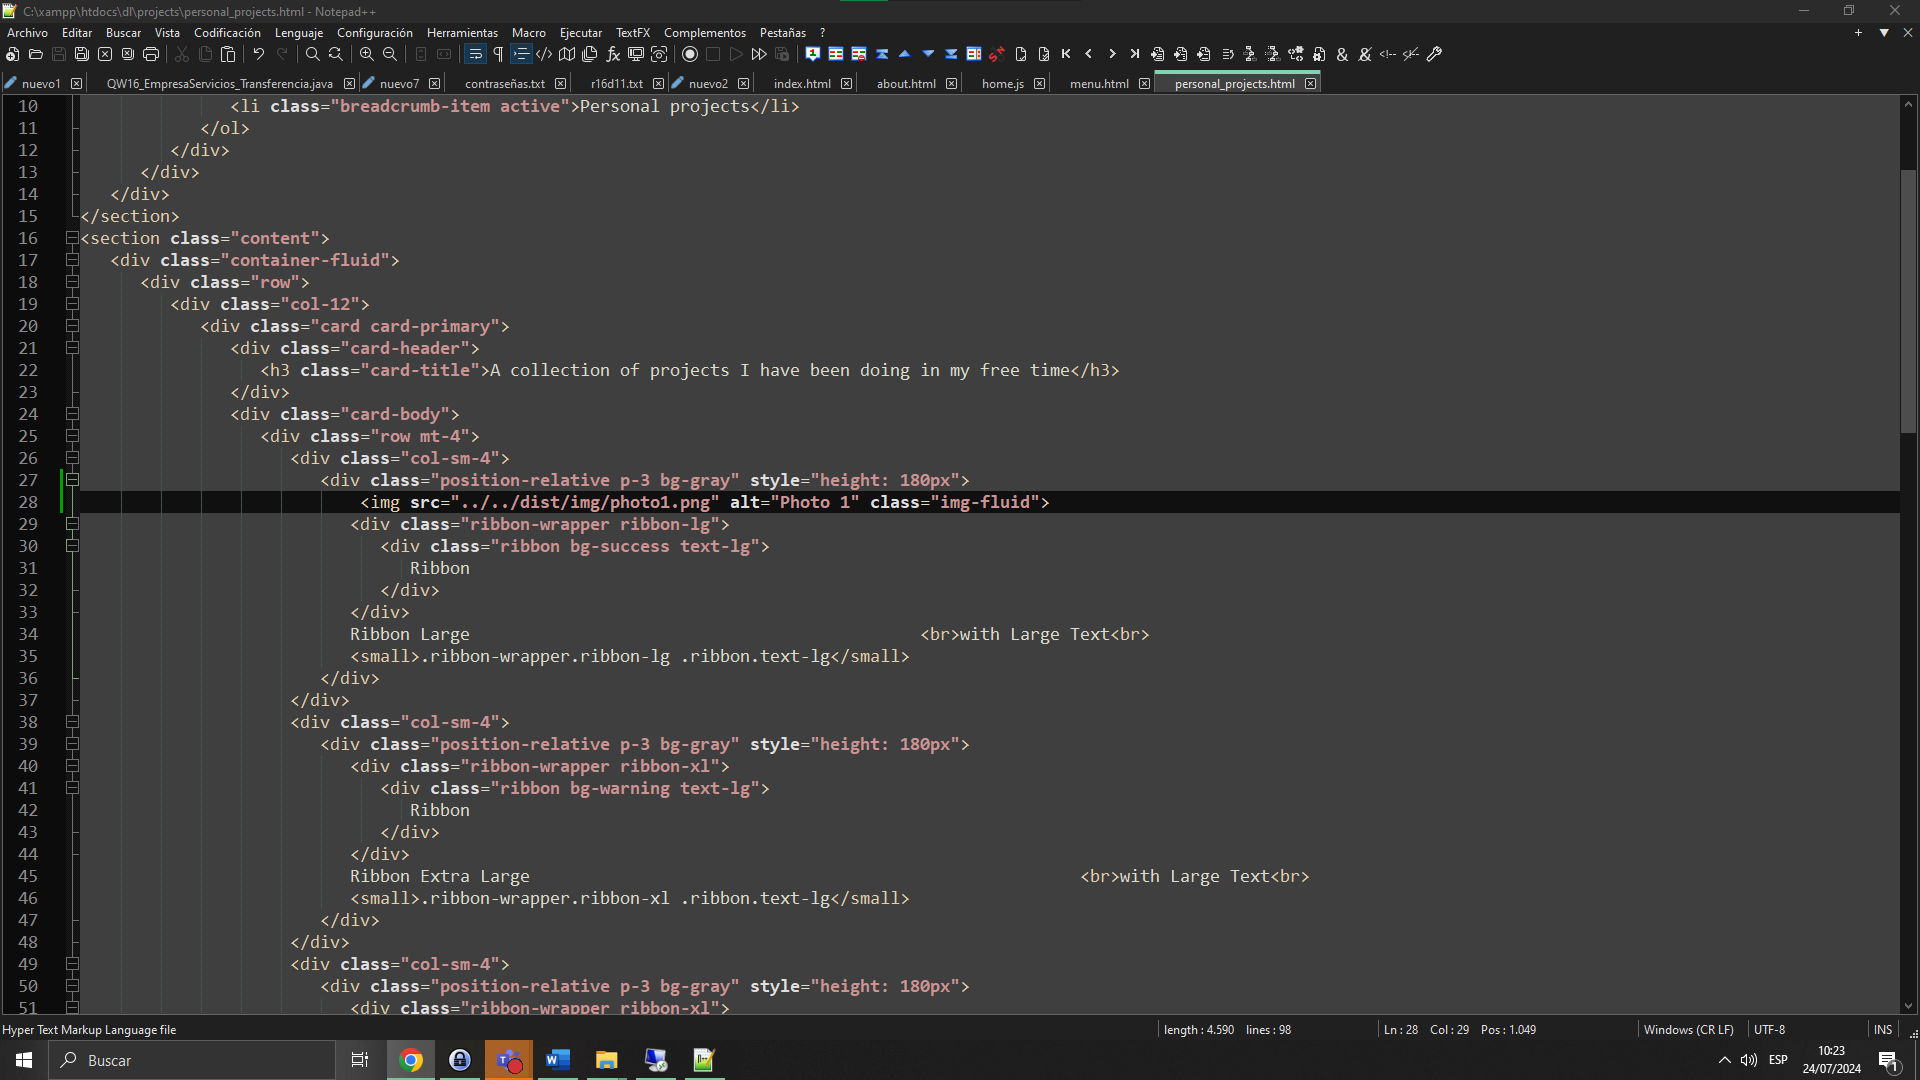 C:\xampp\htdocs\dl\projects\personal_projects.html - Notepad++
Archivo Editar Buscar Vista Codificación Lenguaje Configuración Herramientas Macro Ejecutar TextFX Complementos Pestañas ?
nuevo1 QW16_EmpresaServicios_Transferencia.java nuevo7 contraseñas.txt r16d11.txt nuevo2 index.html about.html home.js menu.html personal_projects.html
10 <li class="breadcrumb-item active">Personal projects</li>
11 </ol>
12 </div>
13 </div>
14 </div>
15 </section>
16 <section class="content">
17 <div class="container-fluid">
18 <div class="row">
19 <div class="col-12">
20 <div class="card card-primary">
21 <div class="card-header">
22 <h3 class="card-title">A collection of projects I have been doing in my free time</h3>
23 </div>
24 <div class="card-body">
25 <div class="row mt-4">
26 <div class="col-sm-4">
27 <div class="position-relative p-3 bg-gray" style="height: 180px">
28 <img src="../../dist/img/photo1.png" alt="Photo 1" class="img-fluid">
29 <div class="ribbon-wrapper ribbon-lg">
30 <div class="ribbon bg-success text-lg">
31 Ribbon
32 </div>
33 </div>
34 Ribbon Large <br>with Large Text<br>
35 <small>.ribbon-wrapper.ribbon-lg .ribbon.text-lg</small>
36 </div>
37 </div>
38 <div class="col-sm-4">
39 <div class="position-relative p-3 bg-gray" style="height: 180px">
40 <div class="ribbon-wrapper ribbon-xl">
41 <div class="ribbon bg-warning text-lg">
42 Ribbon
43 </div>
44 </div>
45 Ribbon Extra Large <br>with Large Text<br>
46 <small>.ribbon-wrapper.ribbon-xl .ribbon.text-lg</small>
47 </div>
48 </div>
49 <div class="col-sm-4">
50 <div class="position-relative p-3 bg-gray" style="height: 180px">
51 <div class="ribbon-wrapper ribbon-xl">
Hyper Text Markup Language file length : 4.590 lines : 98 Ln : 28 Col : 29 Pos : 1.049 Windows (CR LF) UTF-8 INS
Buscar ESP 10:23
24/07/2024 1